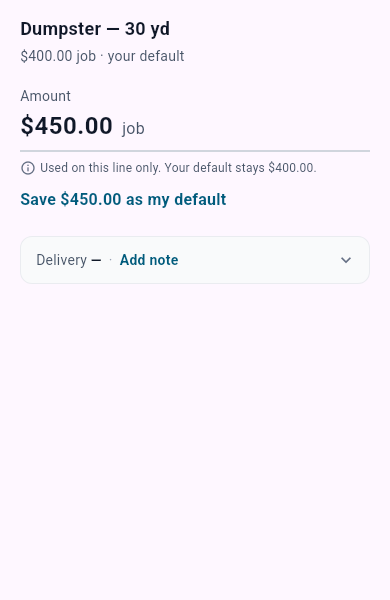 Dumpster — 30 yd
$400.00 job · your default
Amount
$450.00 job
Used on this line only. Your default stays $400.00.
Save $450.00 as my default
Delivery — · Add note